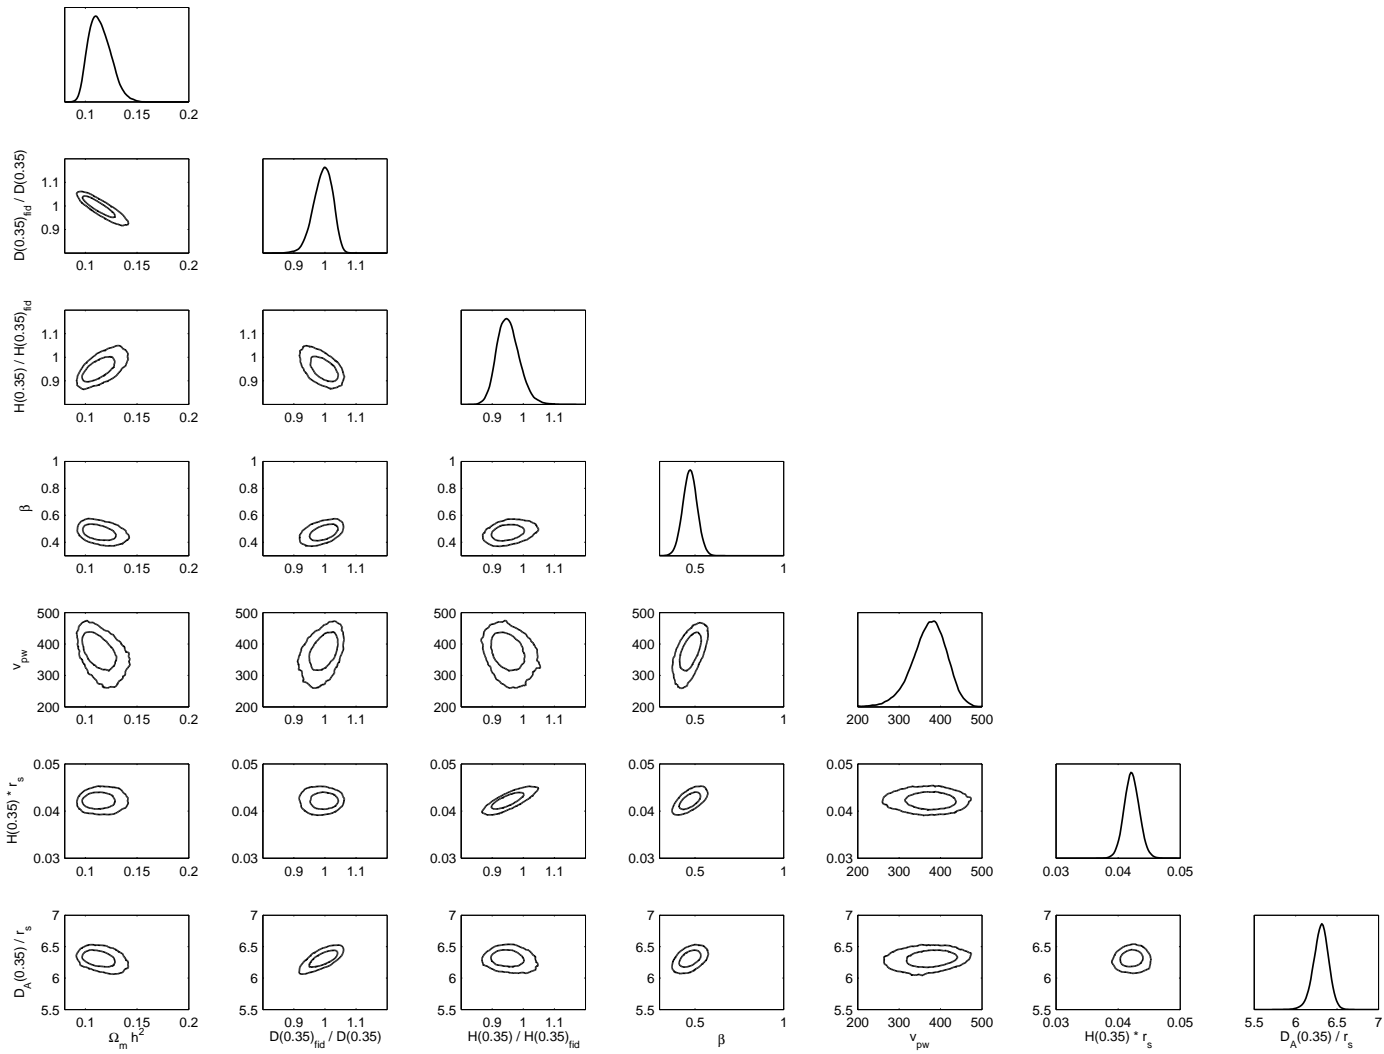 0.1 0.15 0.2
D(0.35)fid / D(0.35)
1.1
1
0.9
0.1 0.15 0.2
0.9 1 1.1
H(0.35) / H(0.35)fid
1.1
1
0.9
0.1 0.15 0.2
1.1
1
0.9
0.9 1 1.1
0.9 1 1.1
β
1
0.8
0.6
0.4
0.1 0.15 0.2
1
0.8
0.6
0.4
0.9 1 1.1
1
0.8
0.6
0.4
0.9 1 1.1
0.5 1
vpw
500
400
300
200
0.1 0.15 0.2
500
400
300
200
0.9 1 1.1
500
400
300
200
0.9 1 1.1
500
400
300
200
0.5 1
200 300 400 500
H(0.35) * rs
0.05
0.04
0.03
0.1 0.15 0.2
0.05
0.04
0.03
0.9 1 1.1
0.05
0.04
0.03
0.9 1 1.1
0.05
0.04
0.03
0.5 1
0.05
0.04
0.03
200 300 400 500
0.03 0.04 0.05
DA(0.35) / rs
7
6.5
6
5.5
0.1 0.15 0.2
Ωm h²
7
6.5
6
5.5
0.9 1 1.1
D(0.35)fid / D(0.35)
7
6.5
6
5.5
0.9 1 1.1
H(0.35) / H(0.35)fid
7
6.5
6
5.5
0.5 1
β
7
6.5
6
5.5
200 300 400 500
vpw
7
6.5
6
5.5
0.03 0.04 0.05
H(0.35) * rs
5.5 6 6.5 7
DA(0.35) / rs